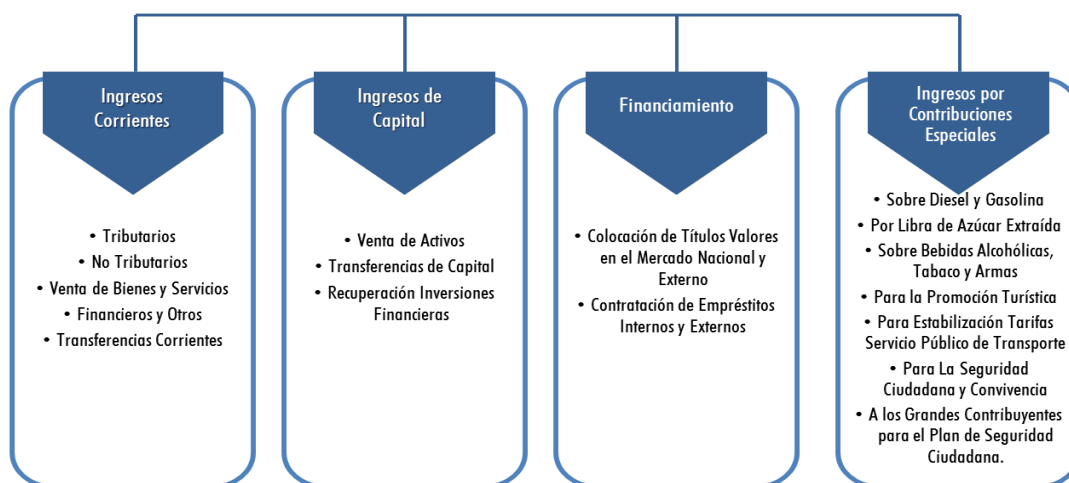 Ingresos
Corrientes
• Tributarios
• No Tributarios
• Venta de Bienes y Servicios
• Financieros y Otros
• Transferencias Corrientes
Ingresos de
Capital
• Venta de Activos
• Transferencias de Capital
• Recuperación Inversiones
Financieras
Financiamiento
• Colocación de Títulos Valores
en el Mercado Nacional y
Externo
• Contratación de Empréstitos
Internos y Externos
Ingresos por
Contribuciones
Especiales
• Sobre Diesel y Gasolina
• Por Libra de Azúcar Extraída
• Sobre Bebidas Alcohólicas,
Tabaco y Armas
• Para la Promoción Turística
• Para Estabilización Tarifas
Servicio Público de Transporte
• Para La Seguridad
Ciudadana y Convivencia
• A los Grandes Contribuyentes
para el Plan de Seguridad
Ciudadana.